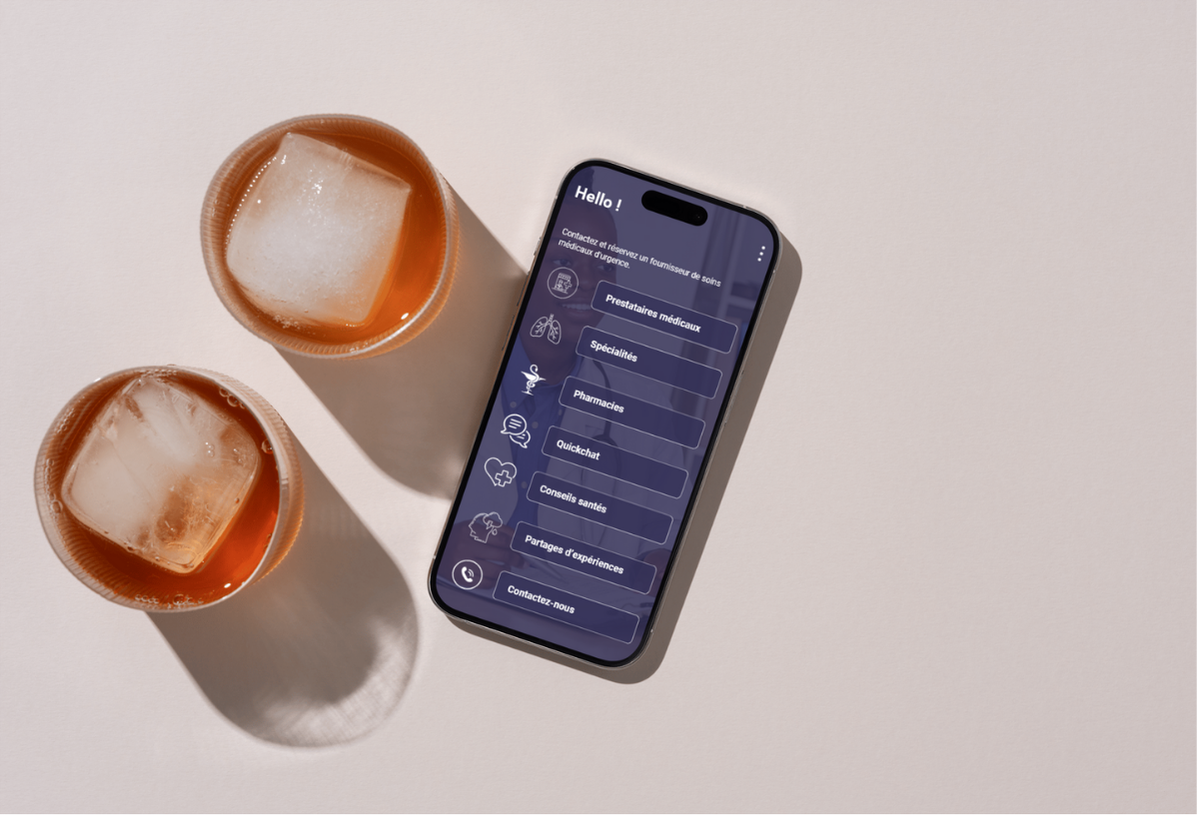 Hello !
Contactez et réservez un fournisseur de soins
médicaux d'urgence.
Prestataires médicaux
Spécialités
Pharmacies
Quickchat
Conseils santés
Partages d'expériences
Contactez-nous